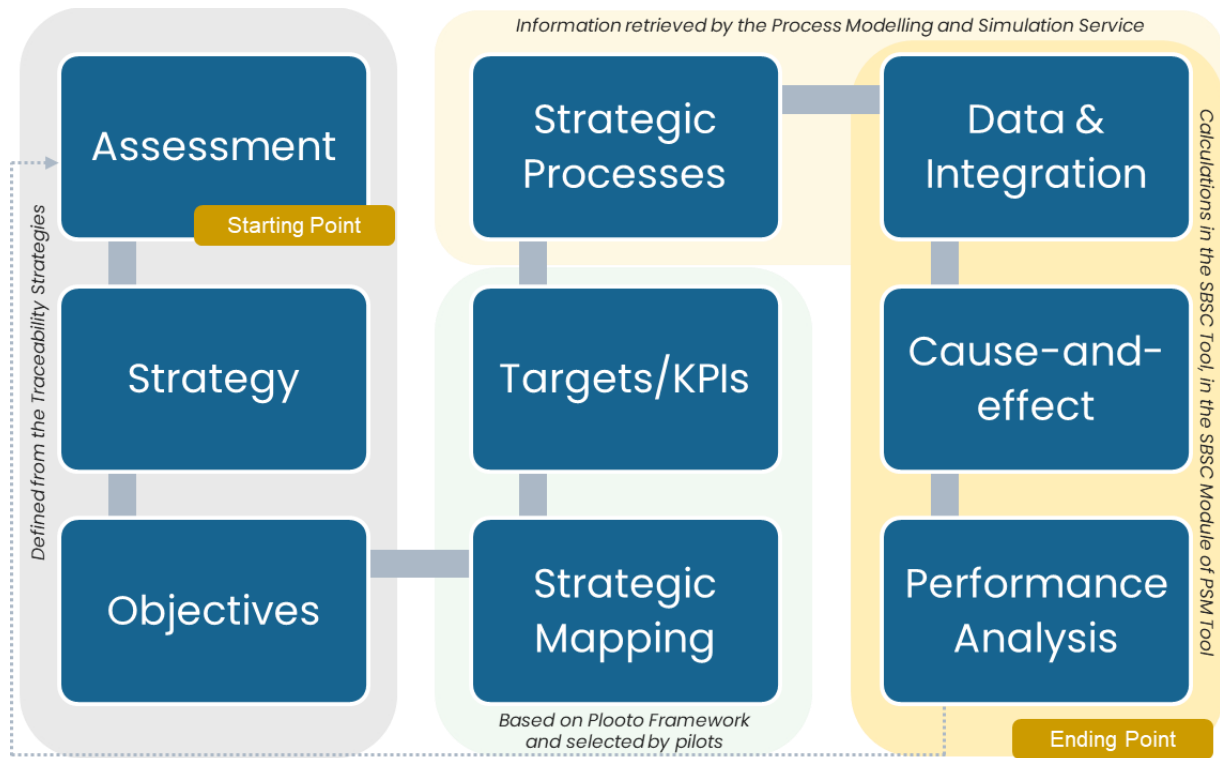 Information retrieved by the Process Modelling and Simulation Service
Assessment
Starting Point
Strategy
Objectives
Defined from the Traceability Strategies
Strategic
Processes
Targets/KPIs
Strategic
Mapping
Based on Plooto Framework
and selected by pilots
Data &
Integration
Cause-and-
effect
Performance
Analysis
Calculations in the SBSC Tool, in the SBSC Module of PSM Tool
Ending Point